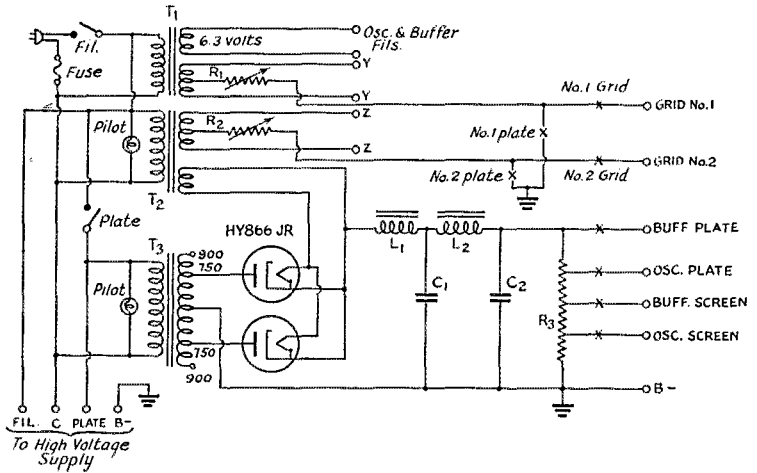 T1
Fil.
6.3 volts
Osc. & Buffer
Fils.
Fuse
Y
R1
Y
No.1 Grid
GRID No.1
Z
Pilot
R2
No.1 plate
Z
GRID No.2
No.2 plate
No.2 Grid
T2
Plate
HY866 JR
BUFF PLATE
T3
L1
L2
900
750
OSC. PLATE
Pilot
C1
C2
BUFF. SCREEN
R3
OSC. SCREEN
750
900
B-
FIL. C PLATE B-
To High Voltage
Supply